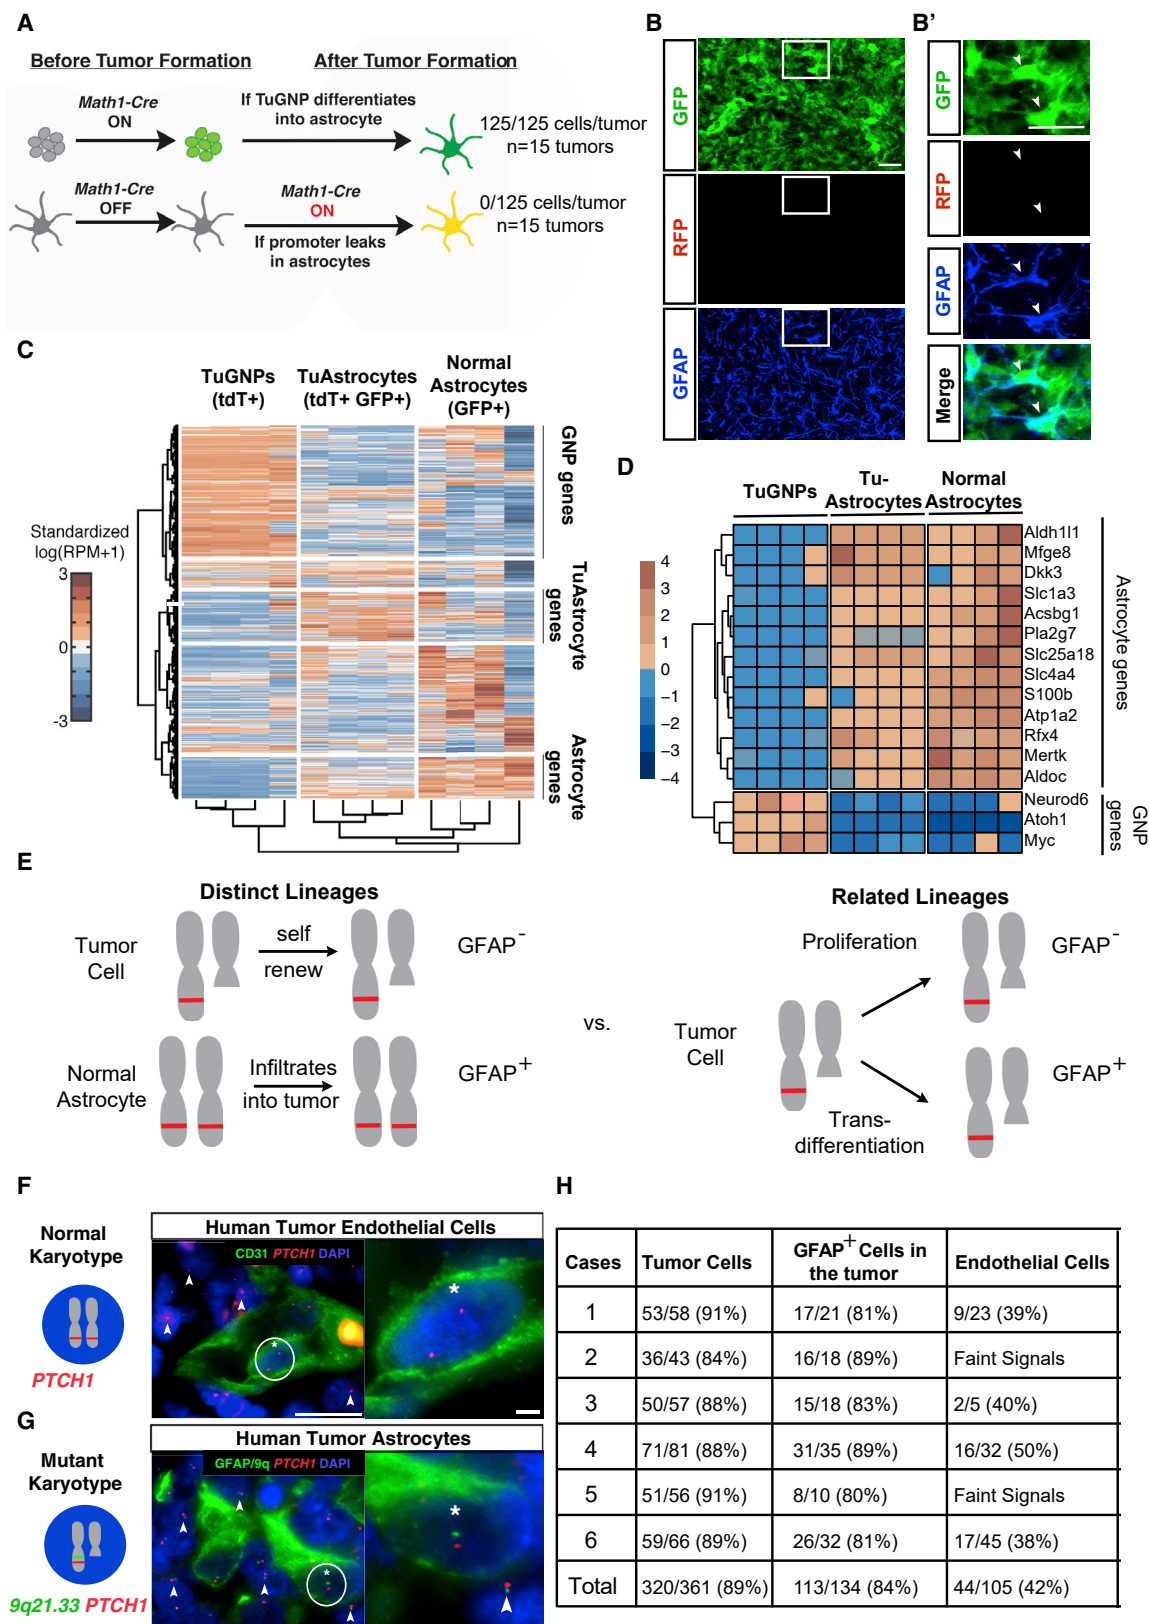 A
Before Tumor Formation
After Tumor Formation
Math1-Cre
ON
If TuGNP differentiates
into astrocyte
125/125 cells/tumor
n=15 tumors
Math1-Cre
OFF
Math1-Cre
ON
If promoter leaks
in astrocytes
0/125 cells/tumor
n=15 tumors
B
GFP
RFP
GFAP
B'
GFP
RFP
GFAP
Merge
C
TuGNPs
(tdT+)
TuAstrocytes
(tdT+ GFP+)
Normal
Astrocytes
(GFP+)
Standardized
log(RPM+1)
3
0
-3
GNP genes
TuAstrocyte
genes
Astrocyte
genes
D
TuGNPs
Tu-
Astrocytes
Normal
Astrocytes
4
3
2
1
0
−1
−2
−3
−4
Aldh1l1
Mfge8
Dkk3
Slc1a3
Acsbg1
Pla2g7
Slc25a18
Slc4a4
S100b
Atp1a2
Rfx4
Mertk
Aldoc
Neurod6
Atoh1
Myc
Astrocyte genes
GNP
genes
E
Distinct Lineages
Tumor
Cell
self
renew
GFAP-
Normal
Astrocyte
Infiltrates
into tumor
GFAP+
vs.
Related Lineages
Tumor
Cell
Proliferation
GFAP-
Trans-
differentiation
GFAP+
F
Normal
Karyotype
PTCH1
Human Tumor Endothelial Cells
CD31 PTCH1 DAPI
*
*
G
Mutant
Karyotype
9q21.33 PTCH1
Human Tumor Astrocytes
GFAP/9q PTCH1 DAPI
*
*
H
Cases Tumor Cells GFAP+ Cells in the tumor Endothelial Cells
1 53/58 (91%) 17/21 (81%) 9/23 (39%)
2 36/43 (84%) 16/18 (89%) Faint Signals
3 50/57 (88%) 15/18 (83%) 2/5 (40%)
4 71/81 (88%) 31/35 (89%) 16/32 (50%)
5 51/56 (91%) 8/10 (80%) Faint Signals
6 59/66 (89%) 26/32 (81%) 17/45 (38%)
Total 320/361 (89%) 113/134 (84%) 44/105 (42%)